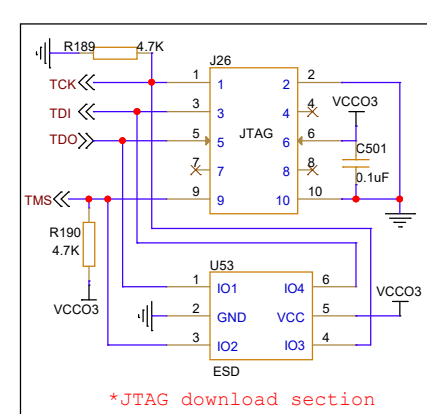 R189 4.7K
J26
TCK 1 1 2 2
TDI 3 3 4 4 VCCO3
TDO 5 5 JTAG 6 6
C501
7 7 8 8
0.1uF
TMS 9 9 10 10
R190
4.7K
U53
1 IO1 IO4 6
VCCO3 VCCO3
2 GND VCC 5
3 IO2 IO3 4
ESD
*JTAG download section